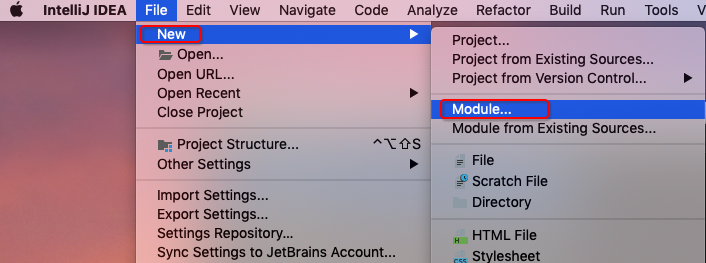 IntelliJ IDEA File Edit View Navigate Code Analyze Refactor Build Run Tools V
New
Open...
Open URL...
Open Recent
Close Project
Project Structure... ^⌥⇧S
Other Settings
Import Settings...
Export Settings...
Settings Repository...
Sync Settings to JetBrains Account...
Project...
Project from Existing Sources...
Project from Version Control...
Module...
Module from Existing Sources...
File
Scratch File
Directory
HTML File
Stylesheet